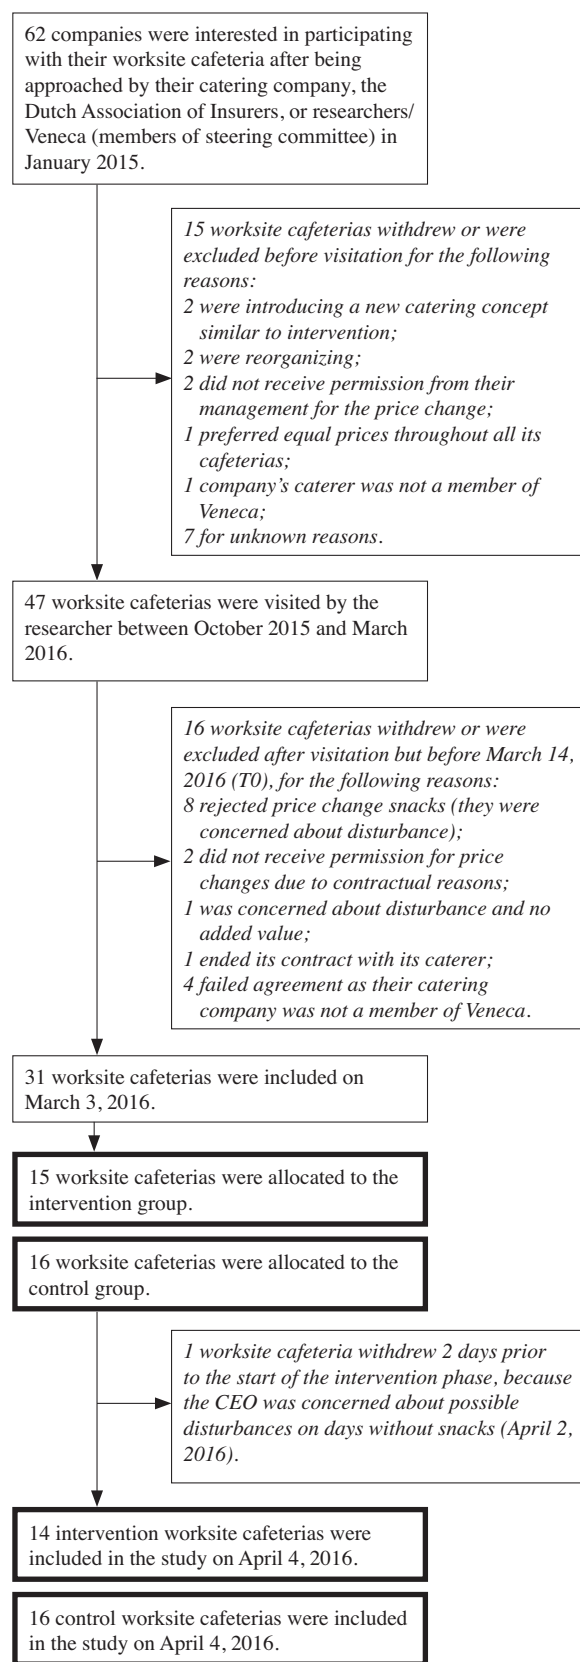 62 companies were interested in participating
with their worksite cafeteria after being
approached by their catering company, the
Dutch Association of Insurers, or researchers/
Veneca (members of steering committee) in
January 2015.
15 worksite cafeterias withdrew or were
excluded before visitation for the following
reasons:
2 were introducing a new catering concept
similar to intervention;
2 were reorganizing;
2 did not receive permission from their
management for the price change;
1 preferred equal prices throughout all its
cafeterias;
1 company's caterer was not a member of
Veneca;
7 for unknown reasons.
47 worksite cafeterias were visited by the
researcher between October 2015 and March
2016.
16 worksite cafeterias withdrew or were
excluded after visitation but before March 14,
2016 (T0), for the following reasons:
8 rejected price change snacks (they were
concerned about disturbance);
2 did not receive permission for price
changes due to contractual reasons;
1 was concerned about disturbance and no
added value;
1 ended its contract with its caterer;
4 failed agreement as their catering
company was not a member of Veneca.
31 worksite cafeterias were included on
March 3, 2016.
15 worksite cafeterias were allocated to the
intervention group.
16 worksite cafeterias were allocated to the
control group.
1 worksite cafeteria withdrew 2 days prior
to the start of the intervention phase, because
the CEO was concerned about possible
disturbances on days without snacks (April 2,
2016).
14 intervention worksite cafeterias were
included in the study on April 4, 2016.
16 control worksite cafeterias were included
in the study on April 4, 2016.